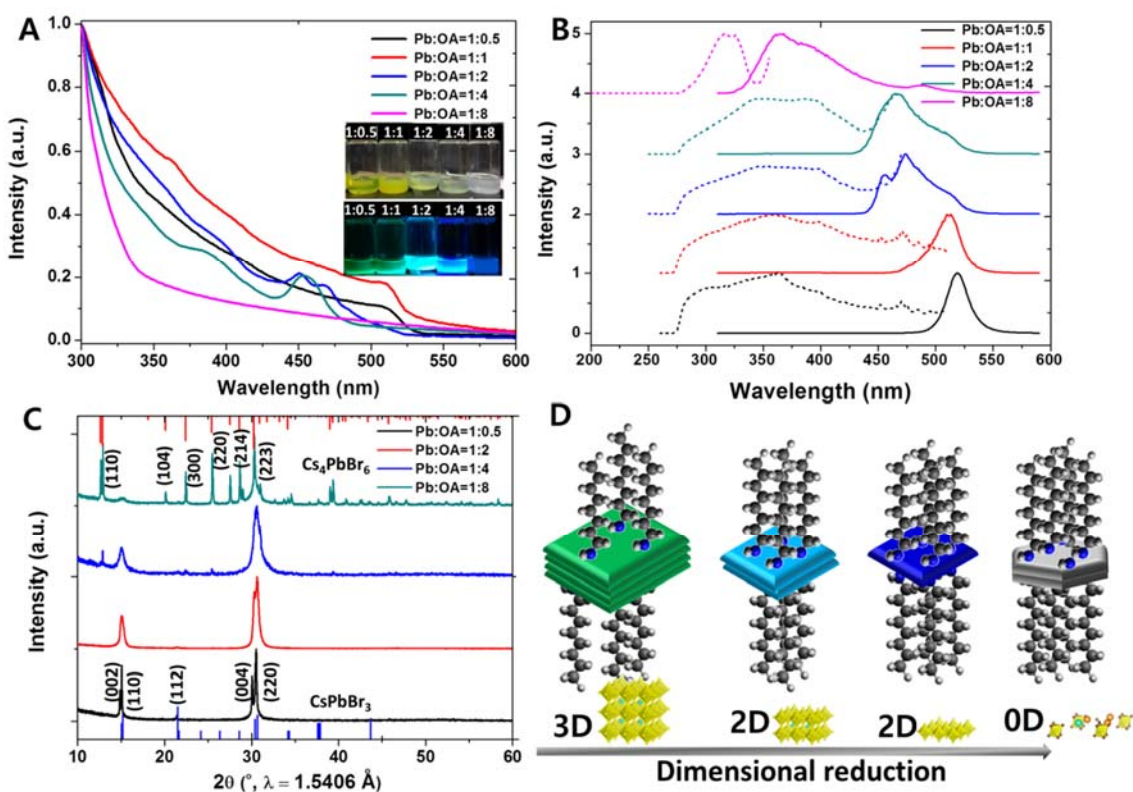 A
Intensity (a.u.)
1.0
0.8
0.6
0.4
0.2
0.0
Pb:OA=1:0.5
Pb:OA=1:1
Pb:OA=1:2
Pb:OA=1:4
Pb:OA=1:8
1:0.5 1:1 1:2 1:4 1:8
1:0.5 1:1 1:2 1:4 1:8
300 350 400 450 500 550 600
Wavelength (nm)
B
Intensity (a.u.)
5
4
3
2
1
0
Pb:OA=1:0.5
Pb:OA=1:1
Pb:OA=1:2
Pb:OA=1:4
Pb:OA=1:8
200 250 300 350 400 450 500 550 600
Wavelength (nm)
C
Intensity (a.u.)
Pb:OA=1:0.5
Pb:OA=1:2
Pb:OA=1:4
Pb:OA=1:8
(110)
(104)
(300)
(220)
(214)
(223)
Cs4PbBr6
(002)
(110)
(112)
(004)
(220)
CsPbBr3
10 20 30 40 50 60
2θ (°, λ = 1.5406 Å)
D
3D
2D
2D
0D
Dimensional reduction